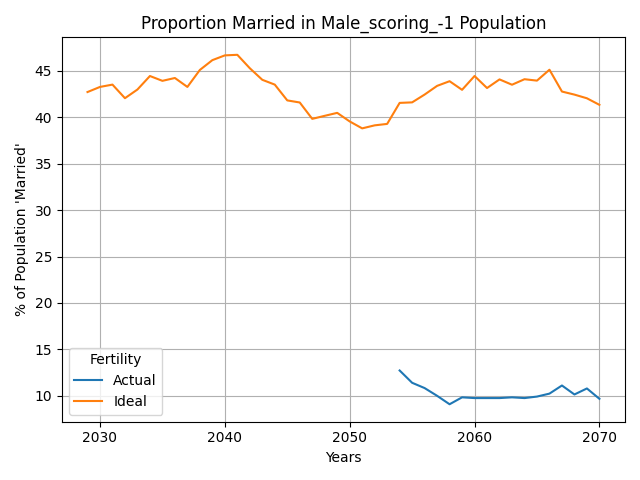 Proportion Married in Male_scoring_-1 Population
% of Population 'Married'
45
40
35
30
25
20
15
10
Fertility
Actual
Ideal
2030 2040 2050 2060 2070
Years